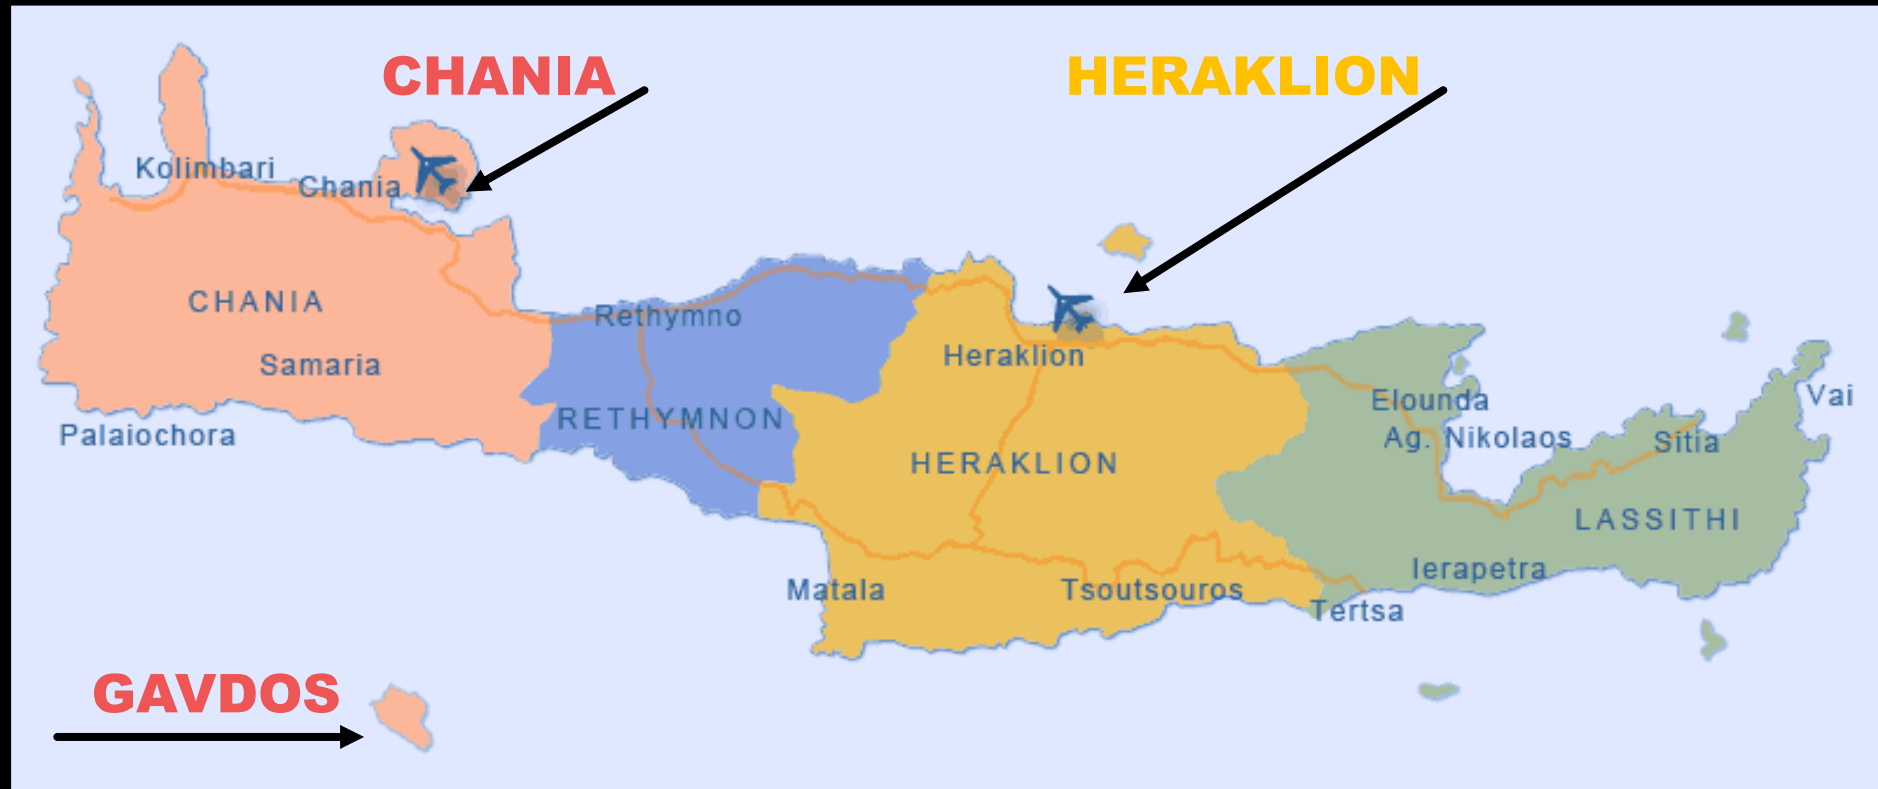 CHANIA
HERAKLION
Kolimbari
Chania
CHANIA
Rethymno
Samaria
Heraklion
Elounda
Vai
Palaiochora
RETHYMNON
Ag. Nikolaos
Sitia
HERAKLION
LASSITHI
Ierapetra
Matala
Tsoutsouros
Tertsa
GAVDOS